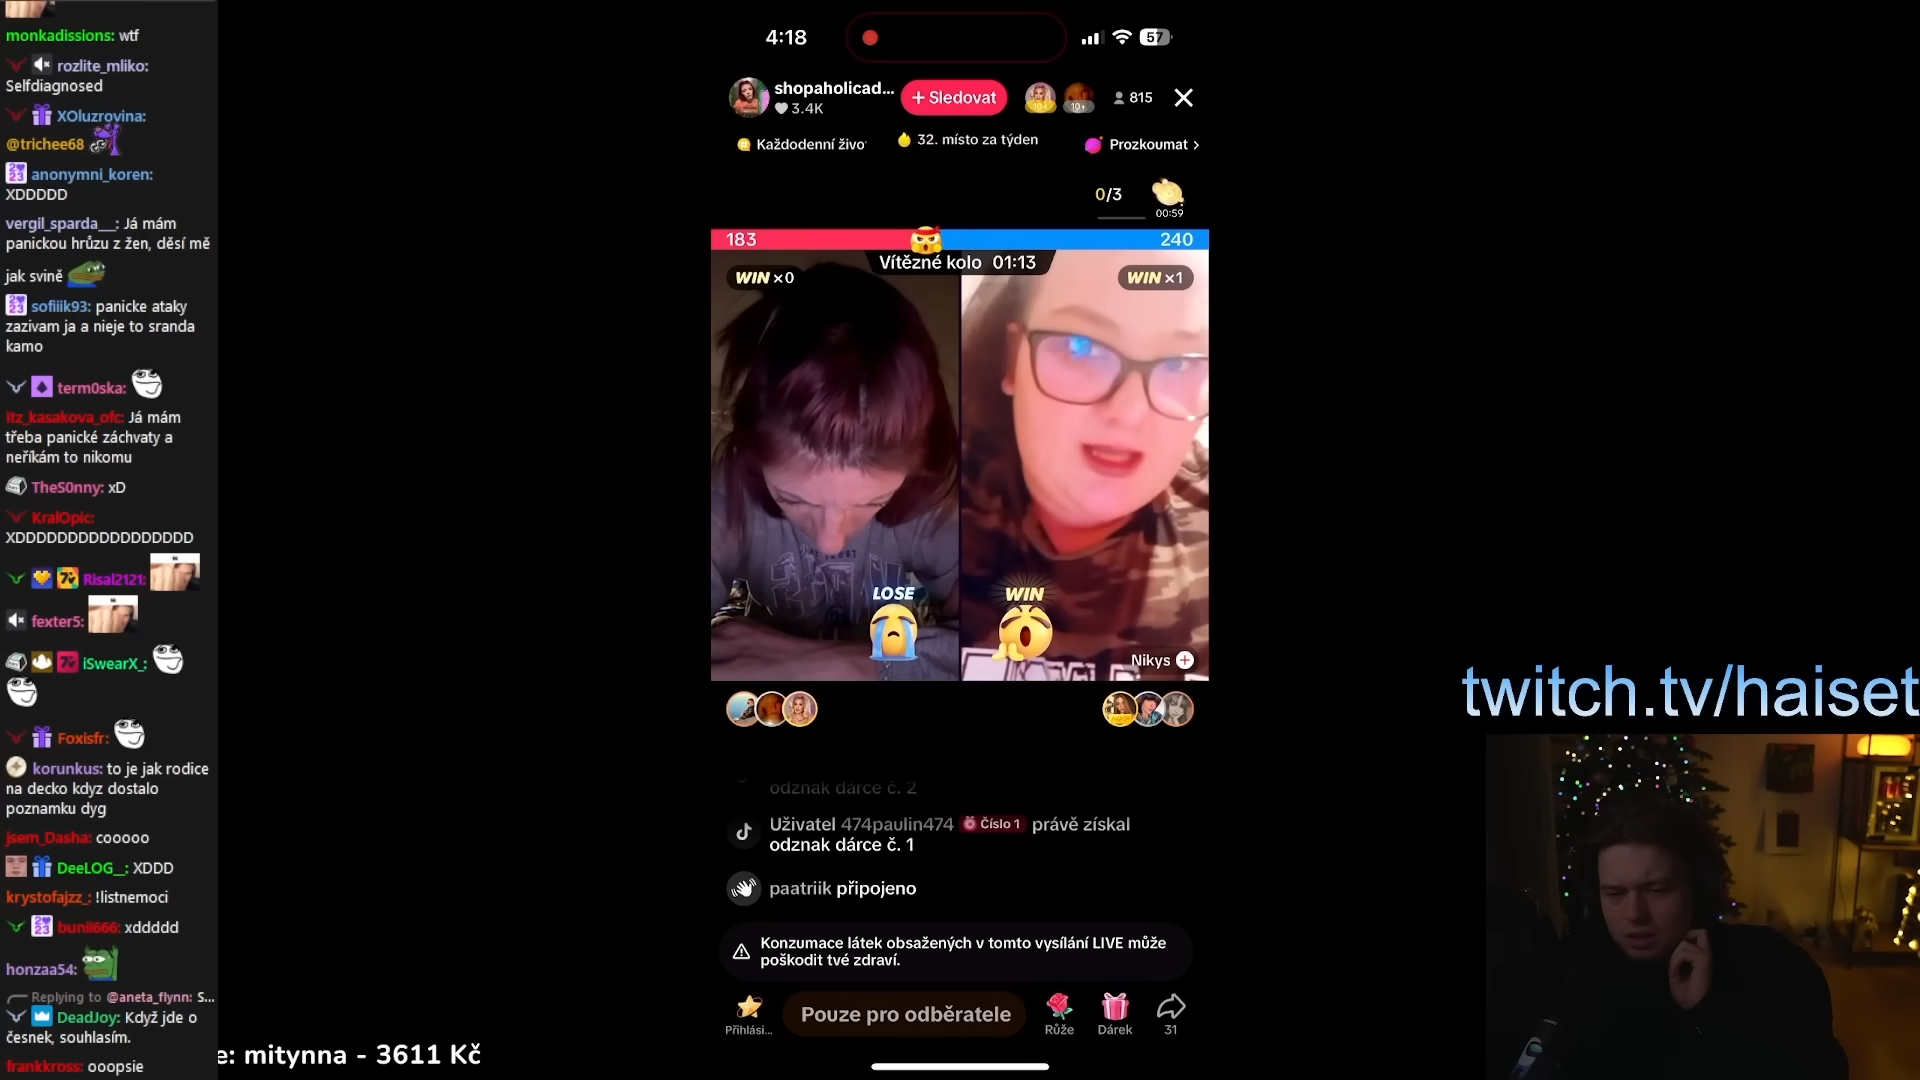 monkadissions: wtf
rozlite_mliko:
Selfdiagnosed
XOluzrovina:
@trichee68
anonymni_koren:
XDDDDD
vergil_sparda__: Já mám
panickou hrůzu z žen, děsí mě
jak svině
sofiiik93: panicke ataky
zazivam ja a nieje to sranda
kamo
term0ska:
itz_kasakova_ofc: Já mám
třeba panické záchvaty a
neříkám to nikomu
TheS0nny: xD
KralOpic:
XDDDDDDDDDDDDDDDDD
Risal2121:
fexter5:
iSwearX_:
Foxisfr:
korunkus: to je jak rodice
na decko kdyz dostalo
poznamku dyg
jsem_Dasha: cooooo
DeeLOG__: XDDD
krystofajzz_: !listnemoci
bunii666: xddddd
honzaa54:
Replying to @aneta_flynn: S...
DeadJoy: Když jde o
česnek, souhlasím.
frankkross: ooopsie
4:18
57
shopaholicad...
3.4K
+ Sledovat
10+
10+
815
Každodenní živo
32. místo za týden
Prozkoumat >
0/3
00:59
183
240
Vítězné kolo 01:13
WIN ×0
WIN ×1
LOSE
WIN
Nikys
odznak dárce č. 2
Uživatel 474paulin474 Číslo 1 právě získal
odznak dárce č. 1
paatriik připojeno
Konzumace látek obsažených v tomto vysílání LIVE může
poškodit tvé zdraví.
Přihlási...
Pouze pro odběratele
Růže
Dárek
31
e: mitynna - 3611 Kč
twitch.tv/haiset